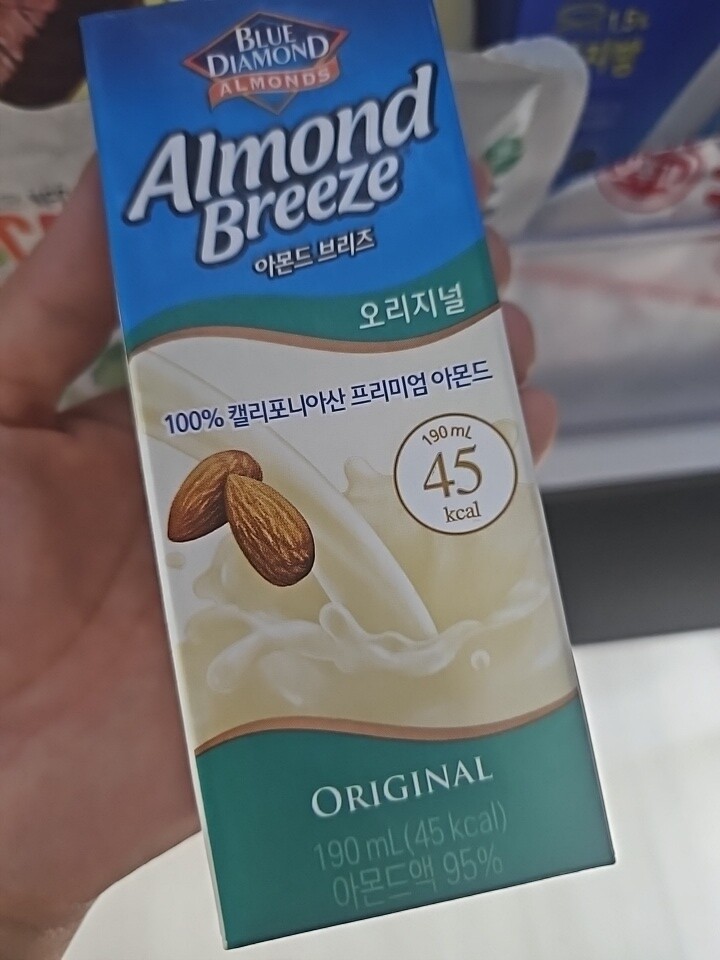 BLUE
DIAMOND
ALMONDS
Almond
Breeze
아몬드 브리즈
오리지널
100% 캘리포니아산 프리미엄 아몬드
190 mL
45
kcal
ORIGINAL
190 mL(45 kcal)
아몬드액 95%